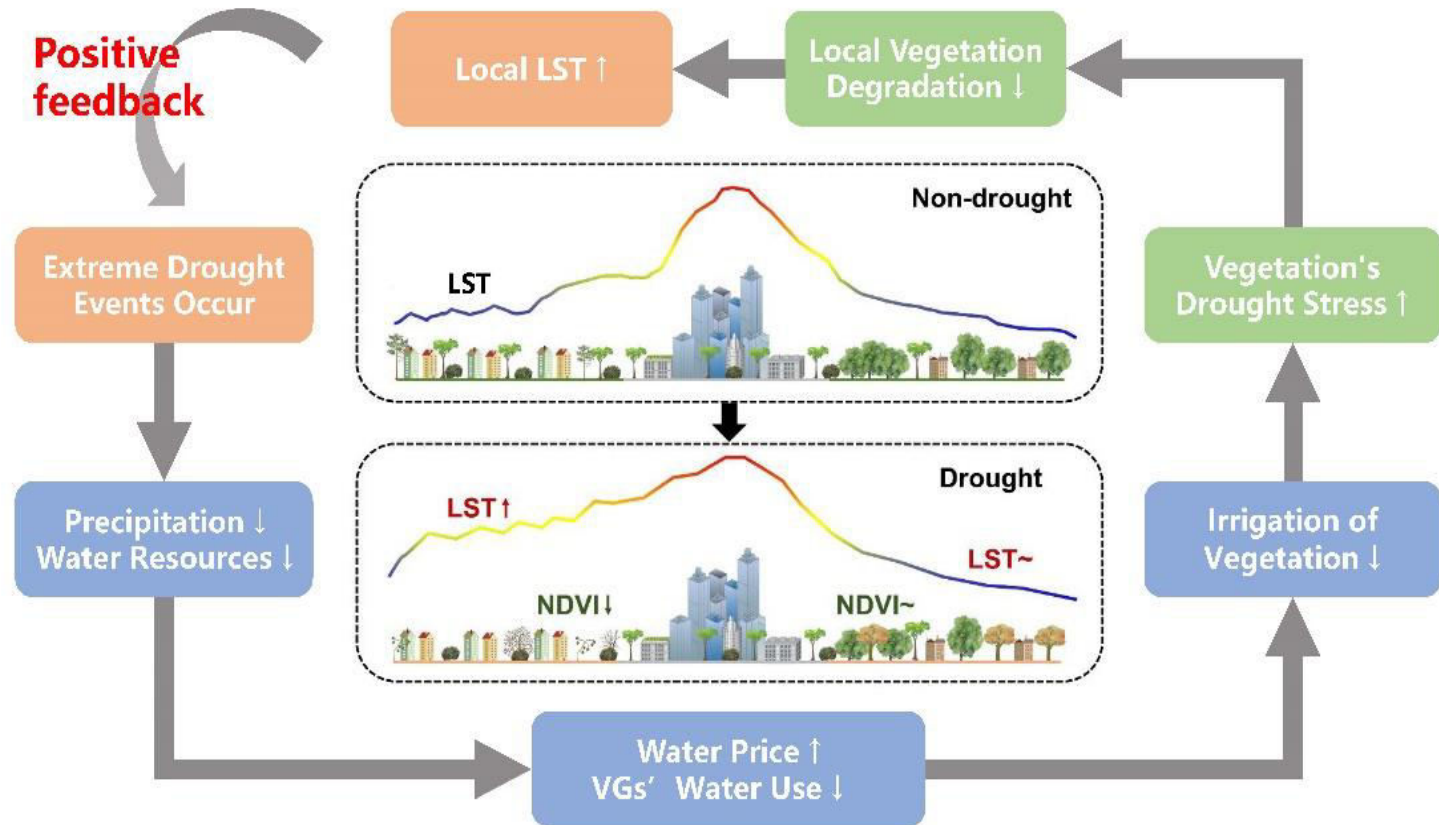 Positive
feedback
Local LST ↑
Local Vegetation
Degradation ↓
Extreme Drought
Events Occur
Non-drought
LST
Vegetation's
Drought Stress ↑
Precipitation ↓
Water Resources ↓
Drought
LST ↑
LST~
NDVI ↓
NDVI~
Irrigation of
Vegetation ↓
Water Price ↑
VGs’ Water Use ↓